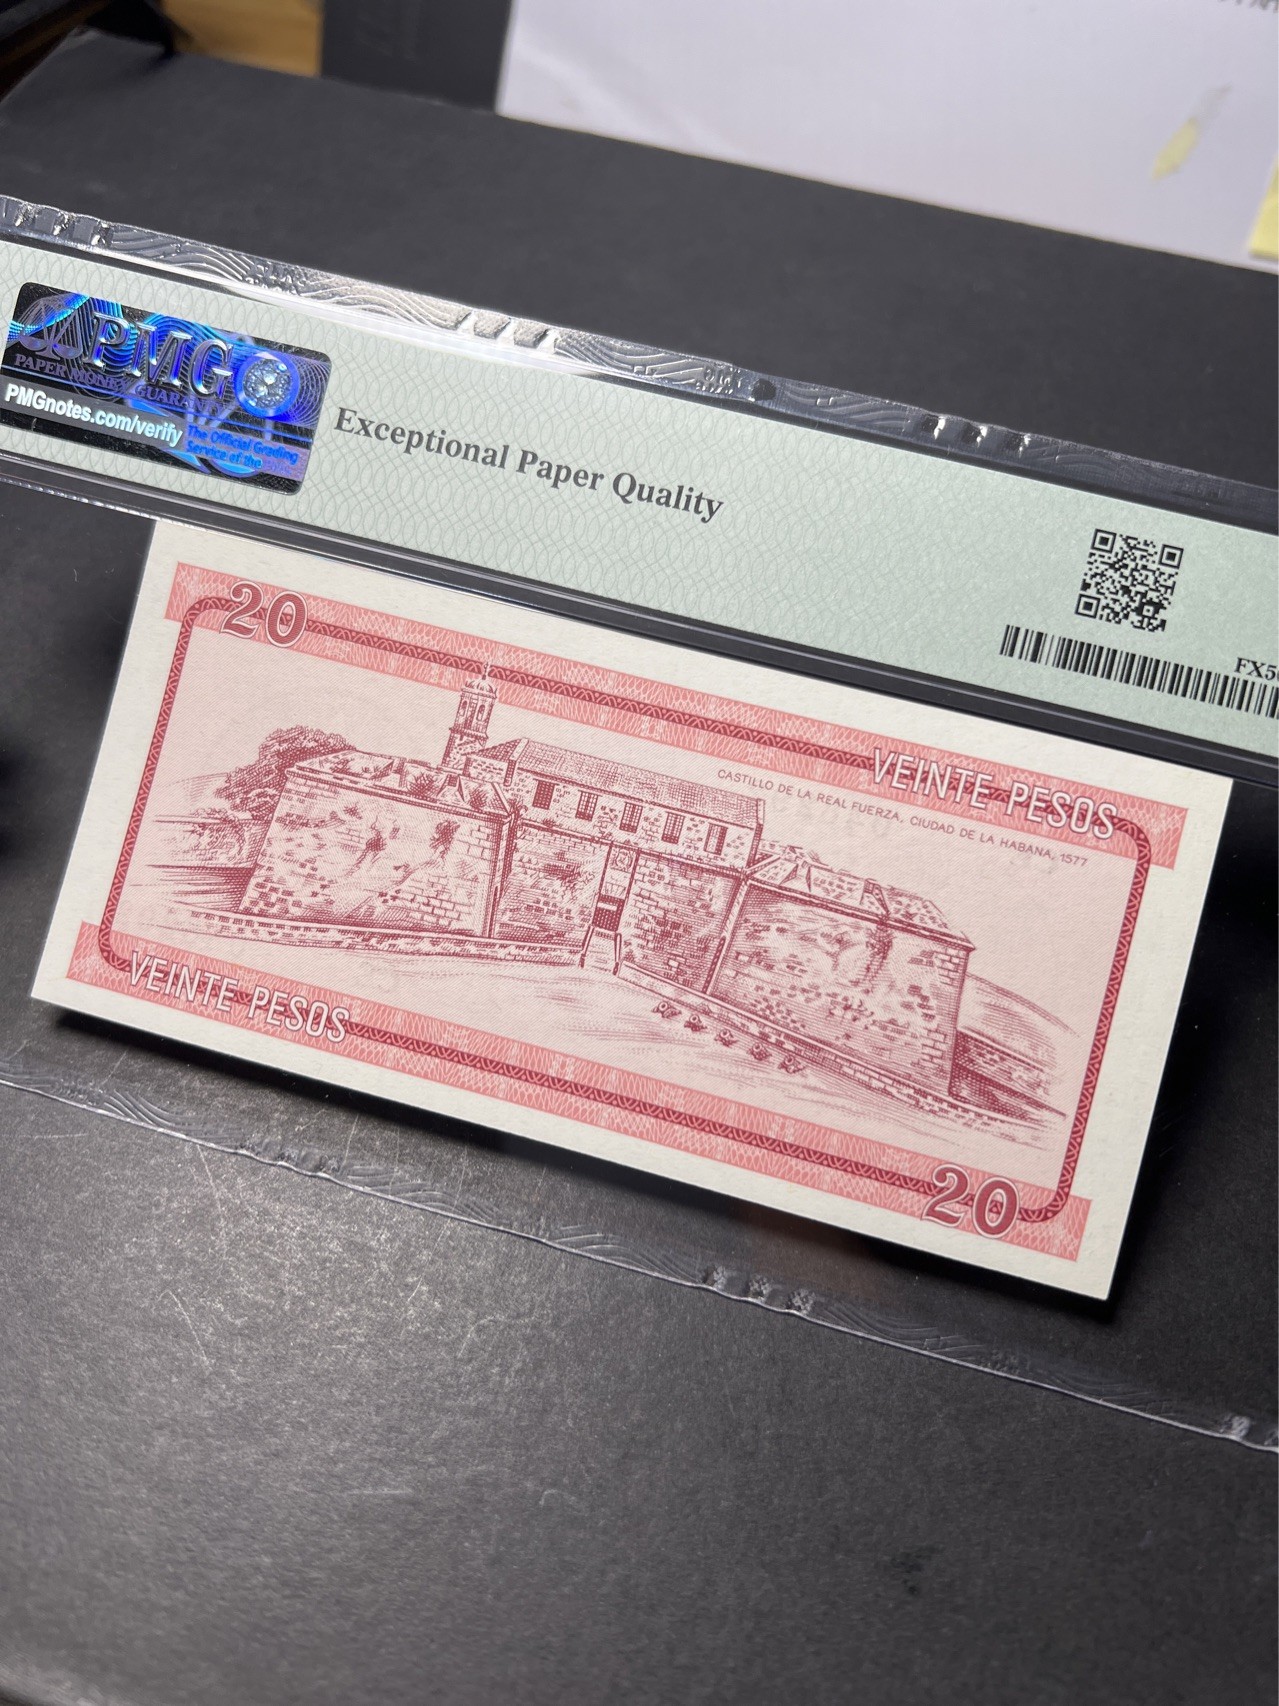 PMG
PAPER MONEY GUARANTY
PMGnotes.com/verify
The Official Grading
Service of the
Exceptional Paper Quality
FX5
20
VEINTE PESOS
CASTILLO DE LA REAL FUERZA, CIUDAD DE LA HABANA, 1577
VEINTE PESOS
20